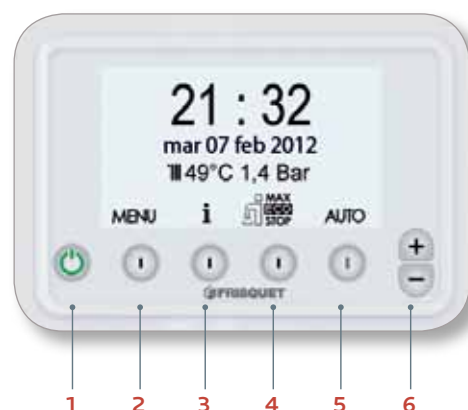 21 : 32
mar 07 feb 2012
49°C 1,4 Bar
MAX
MENU i ECO AUTO
STOP
+
-
FRISQUET
1 2 3 4 5 6